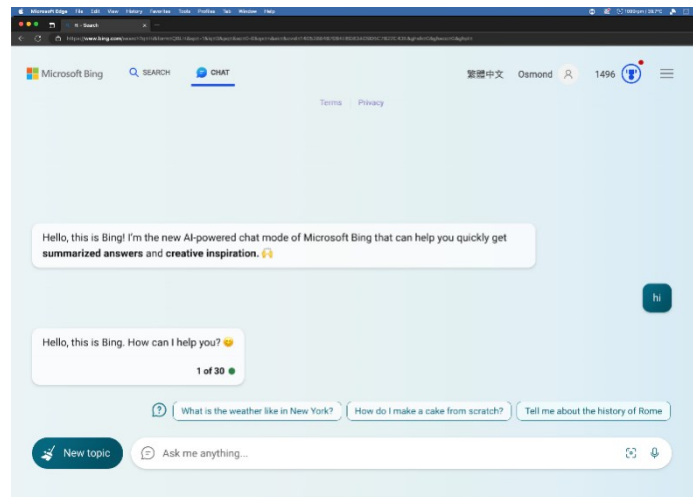 Microsoft Edge File Edit View History Favorites Tools Profiles Tab Window Help
hi - Search
Microsoft Bing SEARCH CHAT 繁體中文 Osmond 1496
Terms Privacy
Hello, this is Bing! I'm the new AI-powered chat mode of Microsoft Bing that can help you quickly get
summarized answers and creative inspiration. 🙌
hi
Hello, this is Bing. How can I help you? 😊
1 of 30
What is the weather like in New York? How do I make a cake from scratch? Tell me about the history of Rome
New topic Ask me anything...